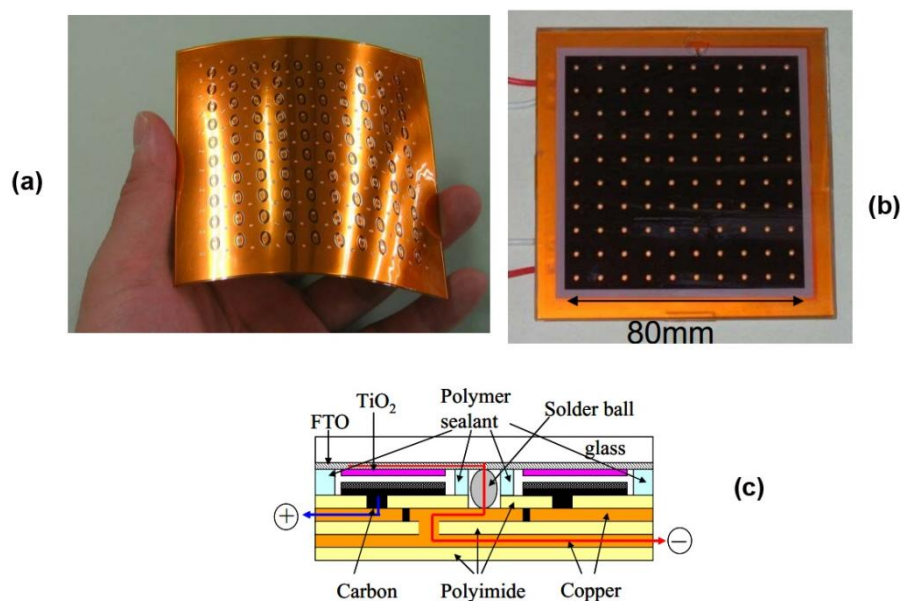 (a)
(b)
80mm
TiO₂
FTO
Polymer
sealant
Solder ball
glass
(c)
+
−
Carbon
Polyimide
Copper